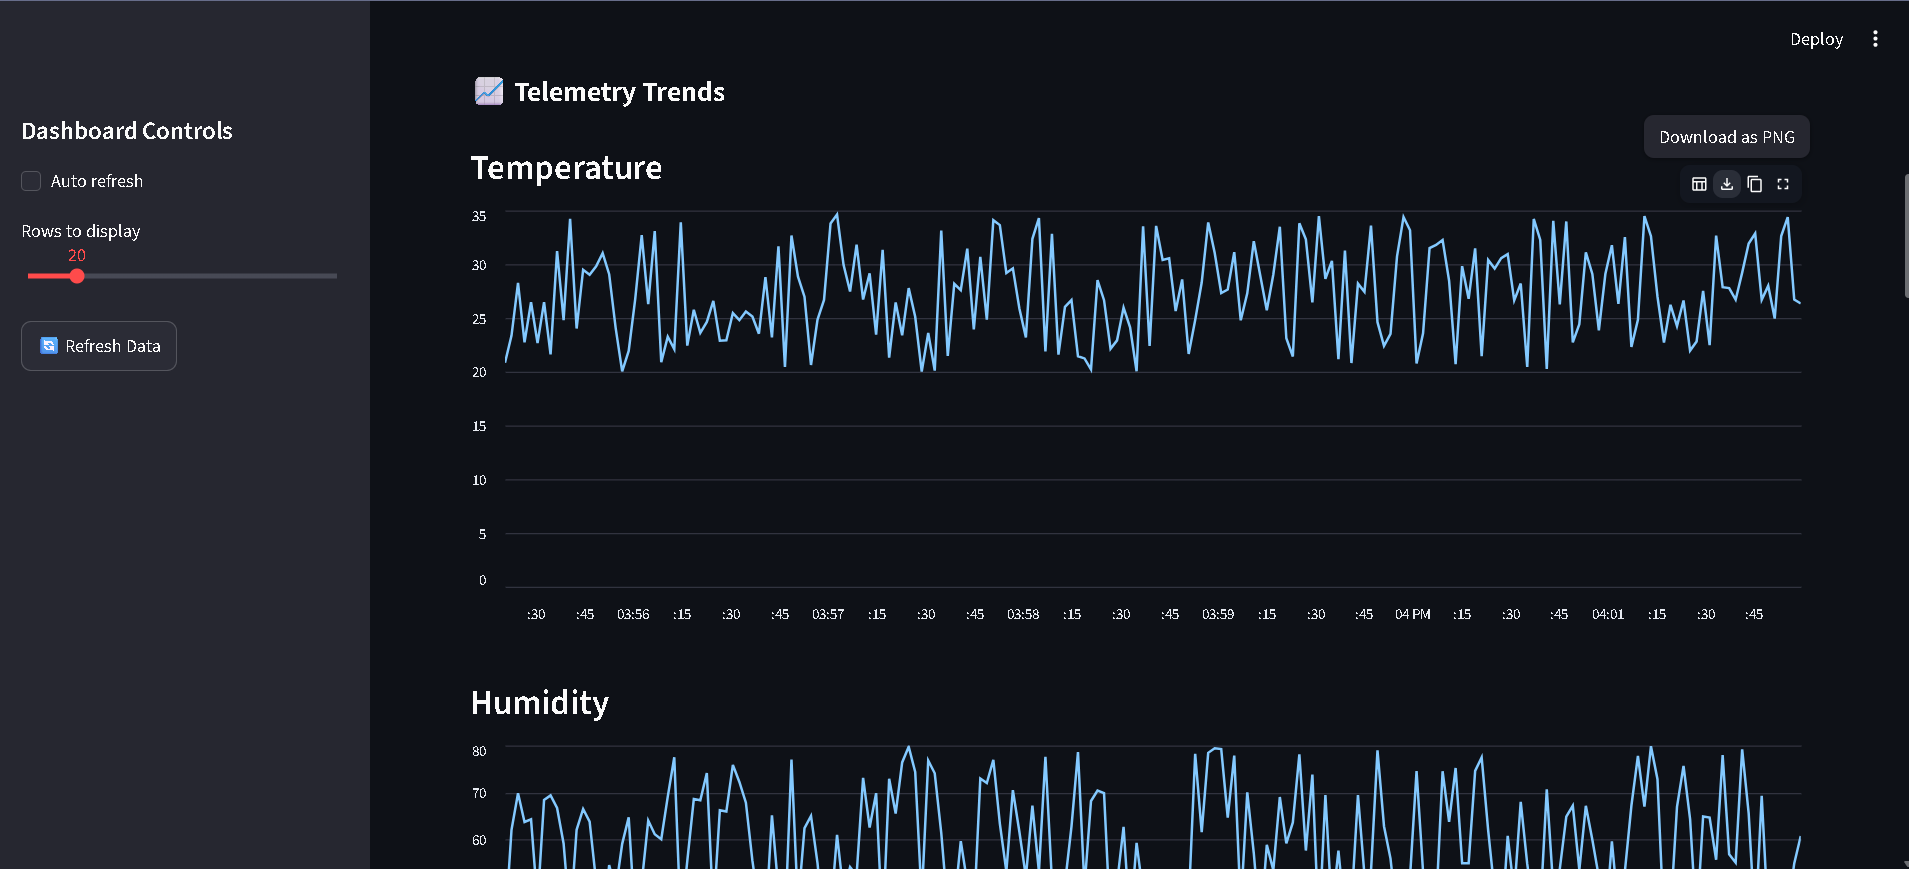 Deploy
Dashboard Controls
Auto refresh
Rows to display
20
Refresh Data
Telemetry Trends
Download as PNG
Temperature
35
30
25
20
15
10
5
0
:30 :45 03:56 :15 :30 :45 03:57 :15 :30 :45 03:58 :15 :30 :45 03:59 :15 :30 :45 04 PM :15 :30 :45 04:01 :15 :30 :45
Humidity
80
70
60